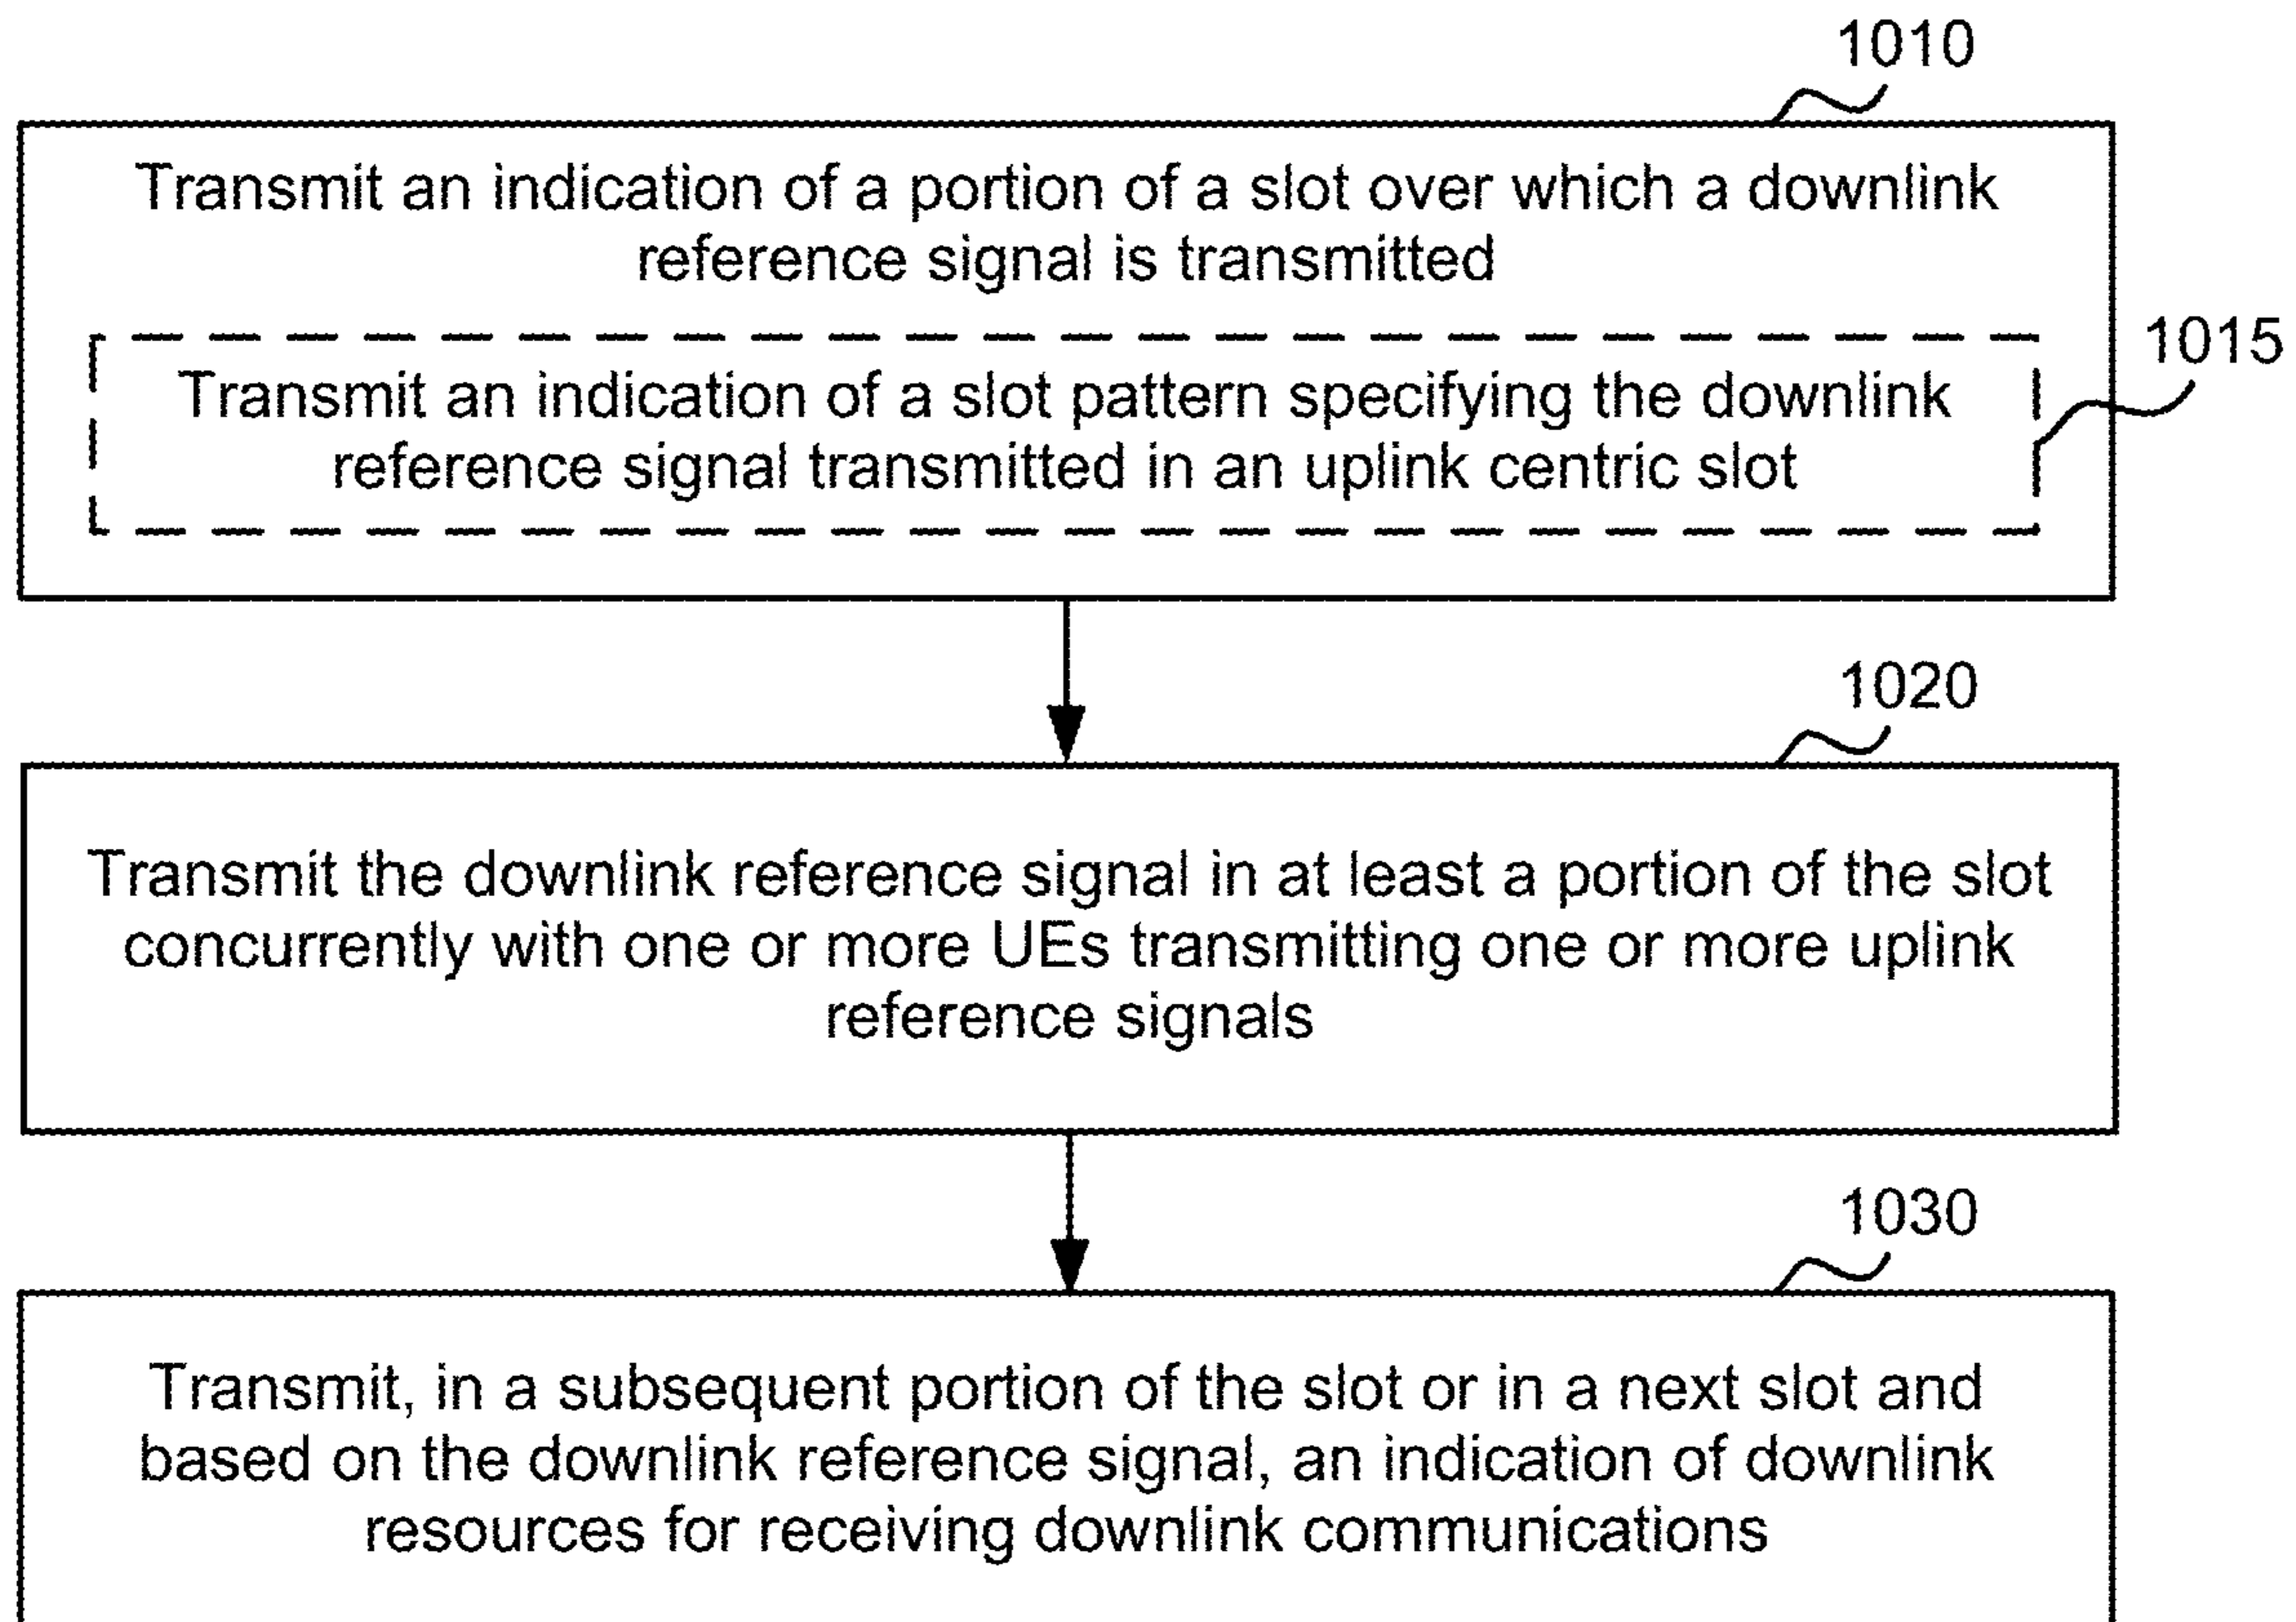 1010
Transmit an indication of a portion of a slot over which a downlink
reference signal is transmitted
1015
Transmit an indication of a slot pattern specifying the downlink
reference signal transmitted in an uplink centric slot
1020
Transmit the downlink reference signal in at least a portion of the slot
concurrently with one or more UEs transmitting one or more uplink
reference signals
1030
Transmit, in a subsequent portion of the slot or in a next slot and
based on the downlink reference signal, an indication of downlink
resources for receiving downlink communications